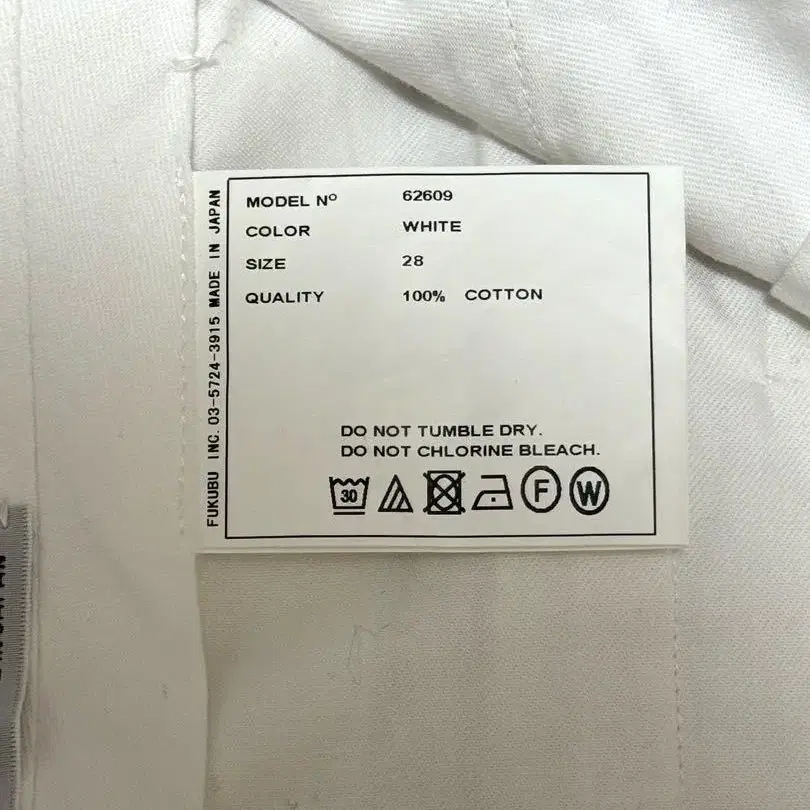 MODEL Nº 62609
COLOR WHITE
SIZE 28
QUALITY 100% COTTON
DO NOT TUMBLE DRY.
DO NOT CHLORINE BLEACH.
30 F W
FUKUBU INC. 03-5724-3915 MADE IN JAPAN